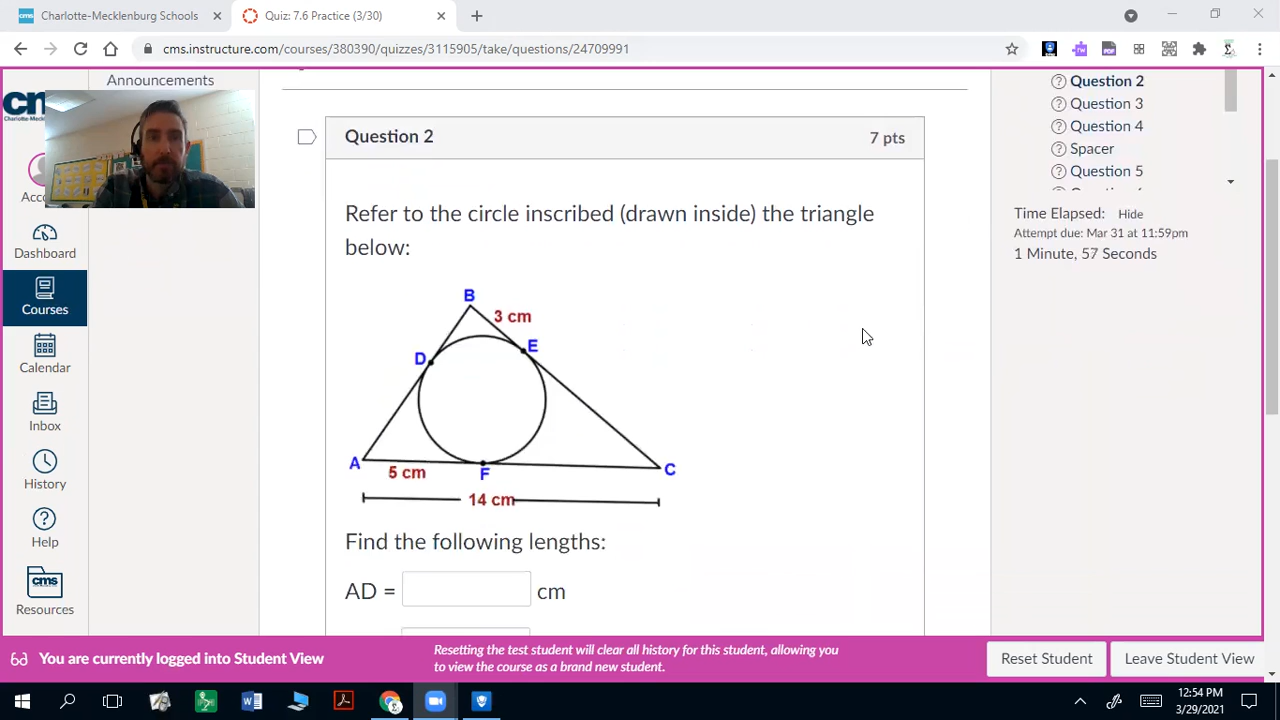 cms Charlotte-Mecklenburg Schools
Quiz: 7.6 Practice (3/30)
cms.instructure.com/courses/380390/quizzes/3115905/take/questions/24709991
cms
Charlotte-Mecklenburg
Dashboard
Courses
Calendar
Inbox
History
Help
cms
Resources
Announcements
Question 2
7 pts
Refer to the circle inscribed (drawn inside) the triangle
below:
B
3 cm
E
D
A
5 cm
F
C
14 cm
Find the following lengths:
AD = cm
Question 2
Question 3
Question 4
Spacer
Question 5
Time Elapsed: Hide
Attempt due: Mar 31 at 11:59pm
1 Minute, 57 Seconds
You are currently logged into Student View
Resetting the test student will clear all history for this student, allowing you
to view the course as a brand new student.
Reset Student
Leave Student View
12:54 PM
3/29/2021